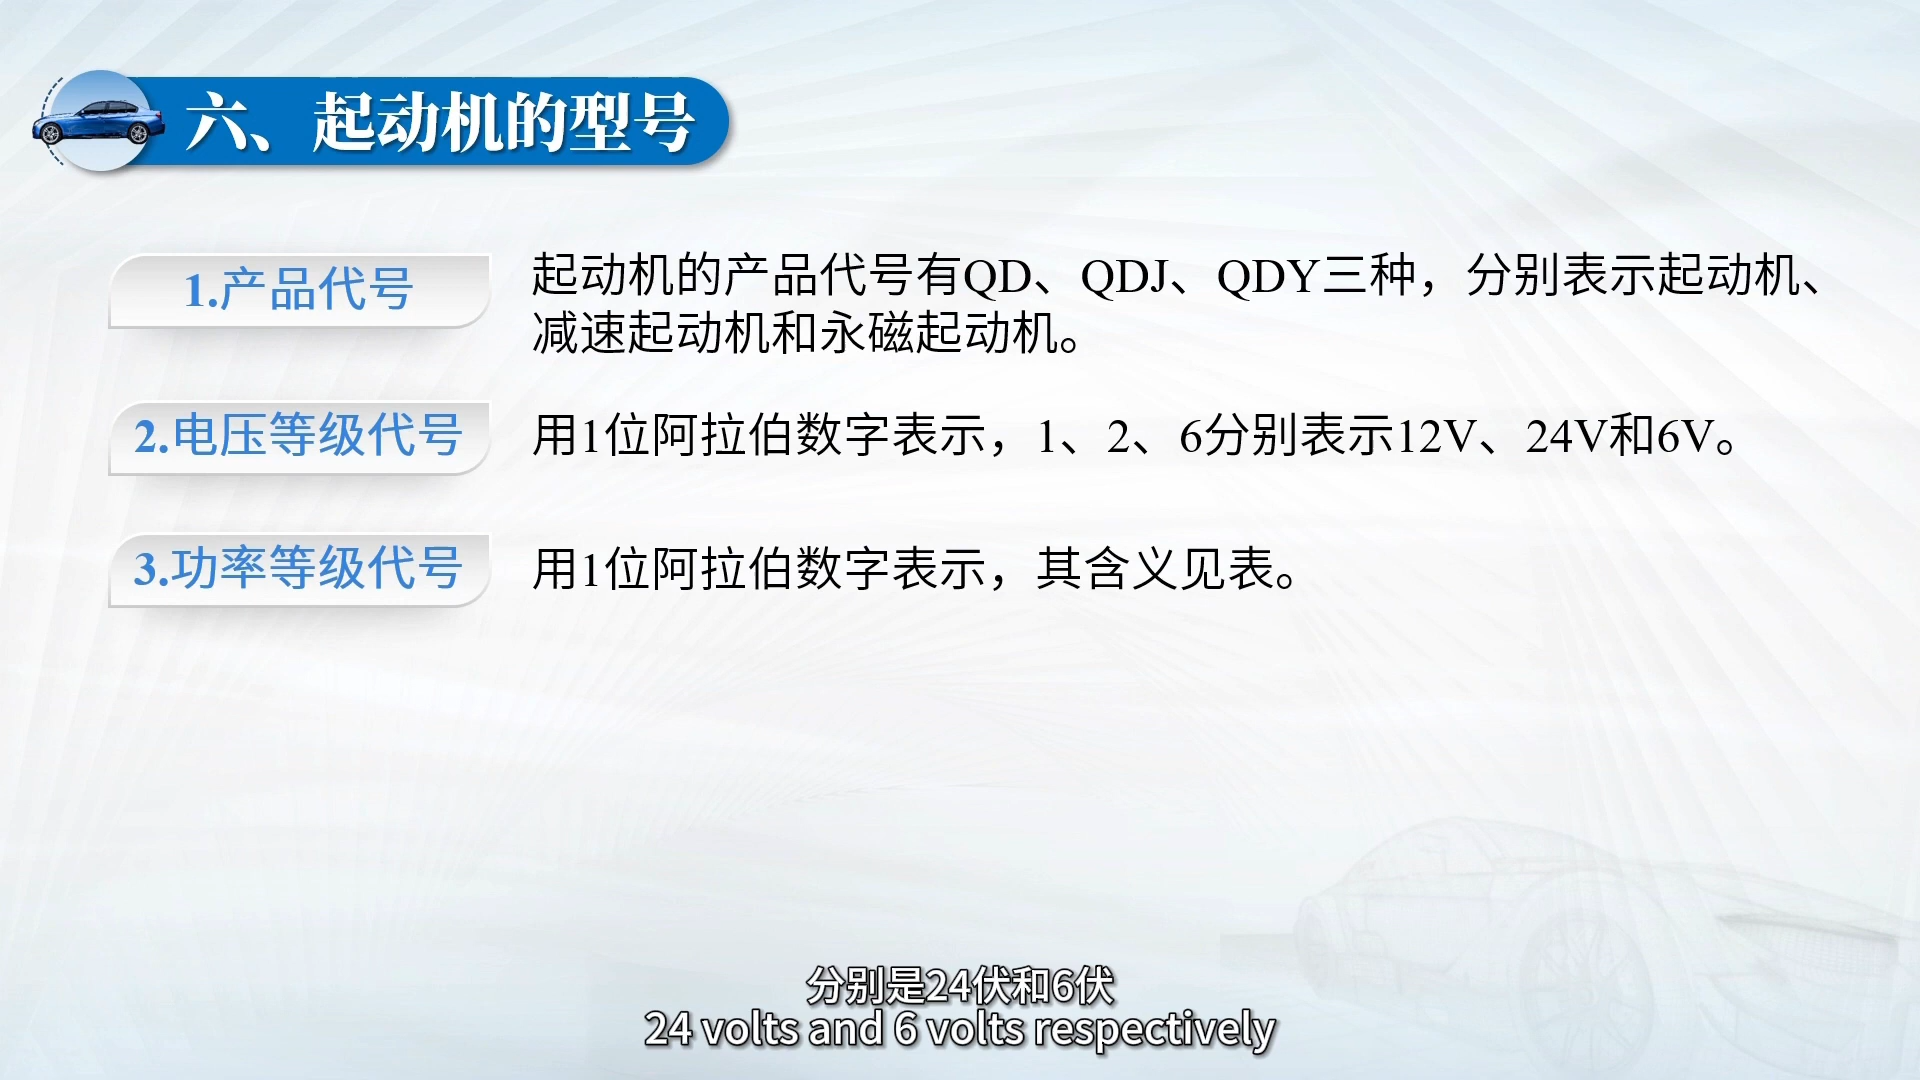 六、起动机的型号
1.产品代号
起动机的产品代号有QD、QDJ、QDY三种，分别表示起动机、
减速起动机和永磁起动机。
2.电压等级代号
用1位阿拉伯数字表示，1、2、6分别表示12V、24V和6V。
3.功率等级代号
用1位阿拉伯数字表示，其含义见表。
分别是24伏和6伏
24 volts and 6 volts respectively